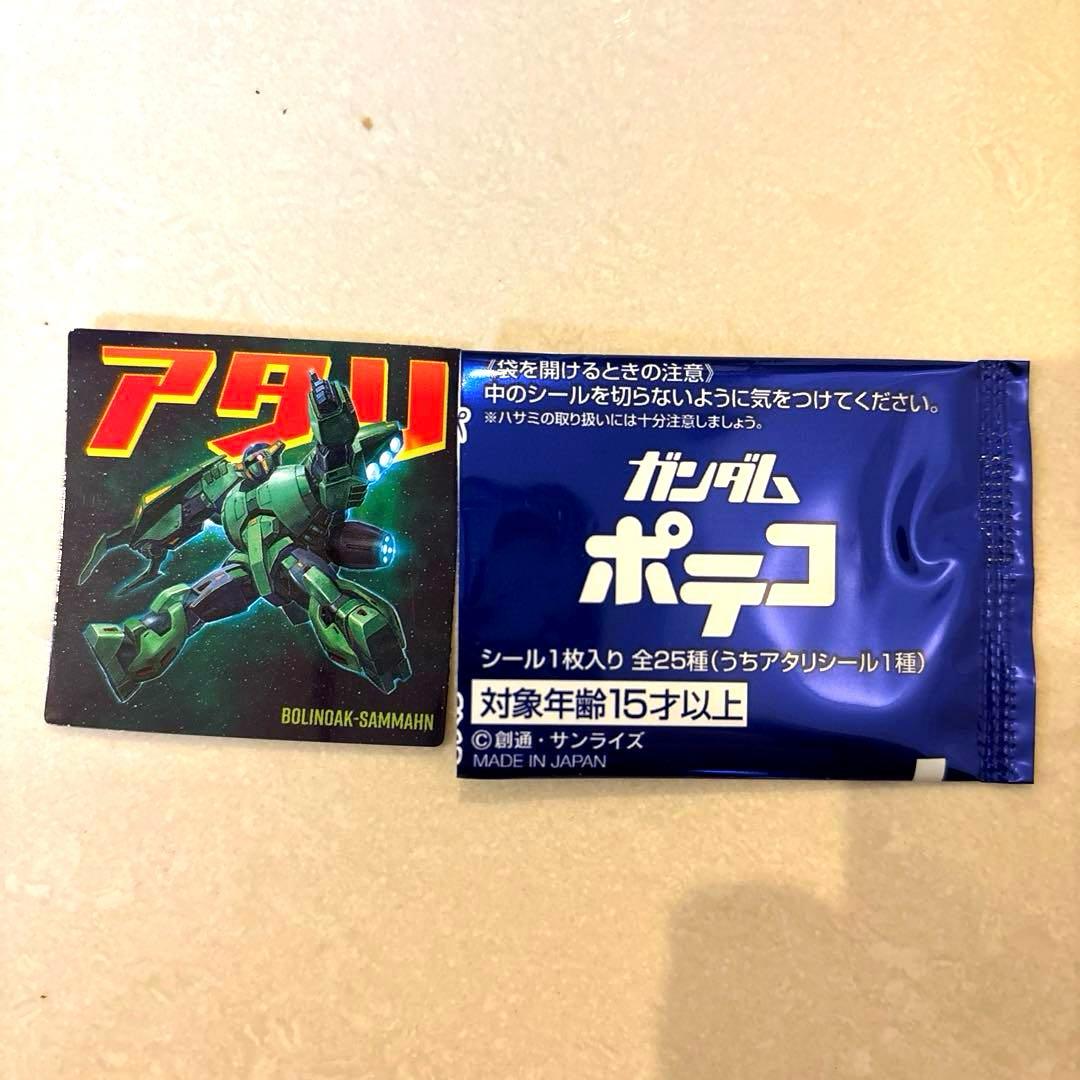 アタリ
BOLINOAK-SAMMAHN
《袋を開けるときの注意》
中のシールを切らないように気をつけてください。
※ハサミの取り扱いには十分注意しましょう。
ガンダム
ポテコ
シール1枚入り 全25種(うちアタリシール1種)
対象年齢15才以上
©創通・サンライズ
MADE IN JAPAN